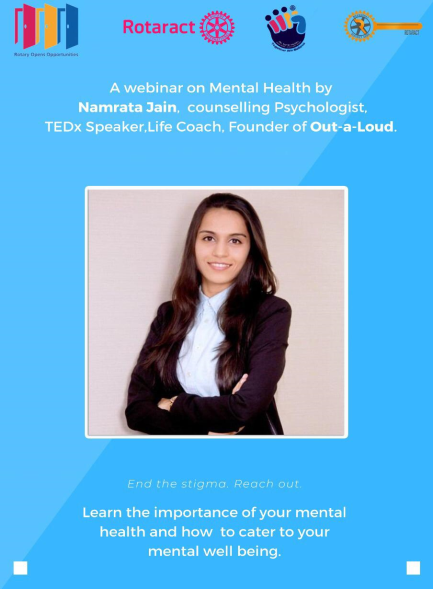 Rotary Opens Opportunities
Rotaract
A webinar on Mental Health by
Namrata Jain,  counselling Psychologist,
TEDx Speaker,Life Coach, Founder of Out-a-Loud.
End the stigma. Reach out.
Learn the importance of your mental
health and how  to cater to your
mental well being.